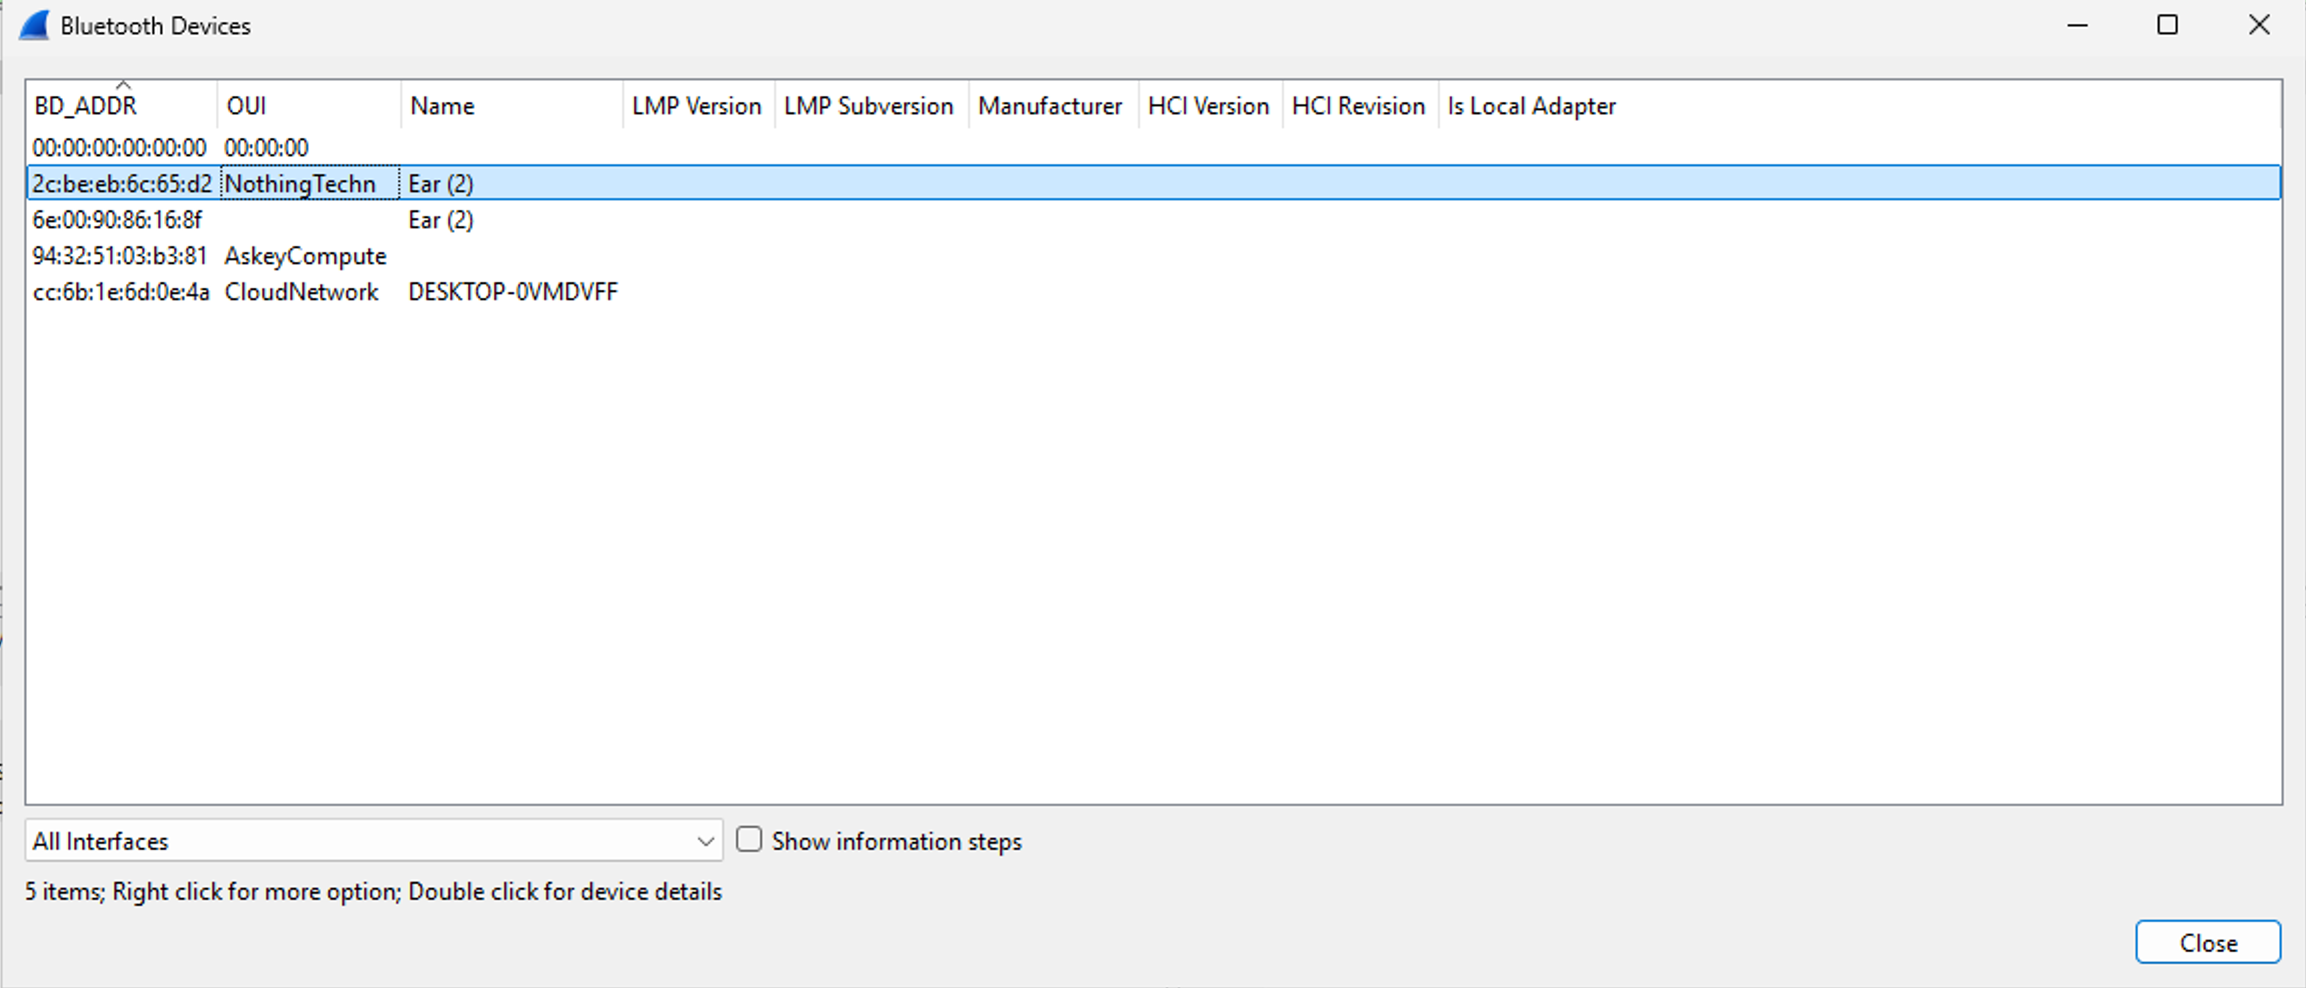 Bluetooth Devices
BD_ADDR OUI Name LMP Version LMP Subversion Manufacturer HCI Version HCI Revision Is Local Adapter
00:00:00:00:00:00 00:00:00
2c:be:eb:6c:65:d2 NothingTechn Ear (2)
6e:00:90:86:16:8f Ear (2)
94:32:51:03:b3:81 AskeyCompute
cc:6b:1e:6d:0e:4a CloudNetwork DESKTOP-0VMDVFF
All Interfaces Show information steps
5 items; Right click for more option; Double click for device details
Close